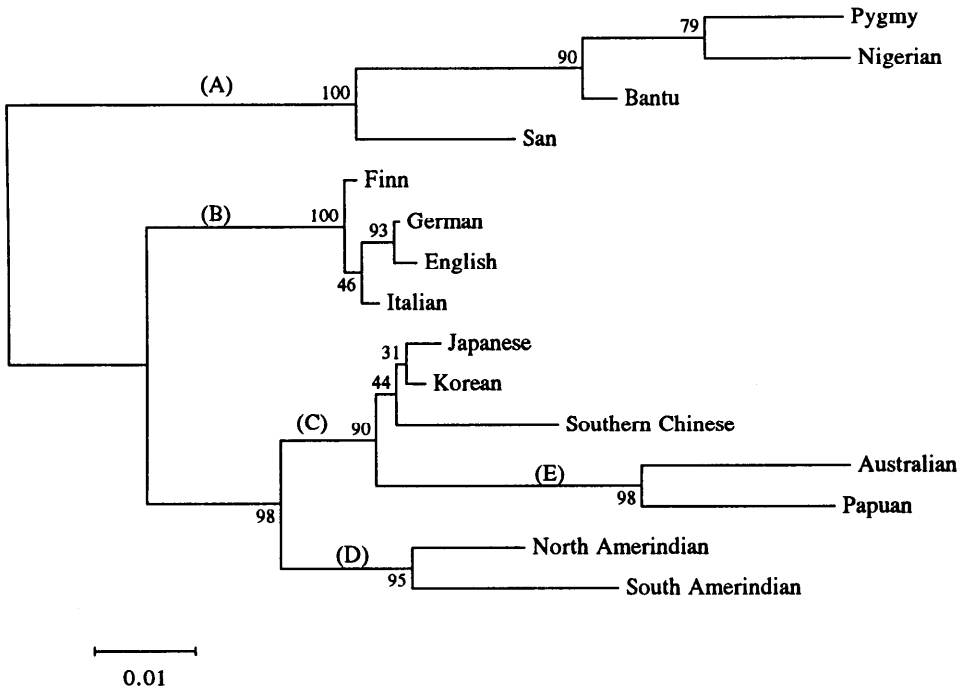 Pygmy
79
Nigerian
90
(A)
100
Bantu
San
Finn
(B)
100
German
93
English
46
Italian
Japanese
31
Korean
44
(C)
90
Southern Chinese
Australian
(E)
98
Papuan
98
North Amerindian
(D)
95
South Amerindian
0.01